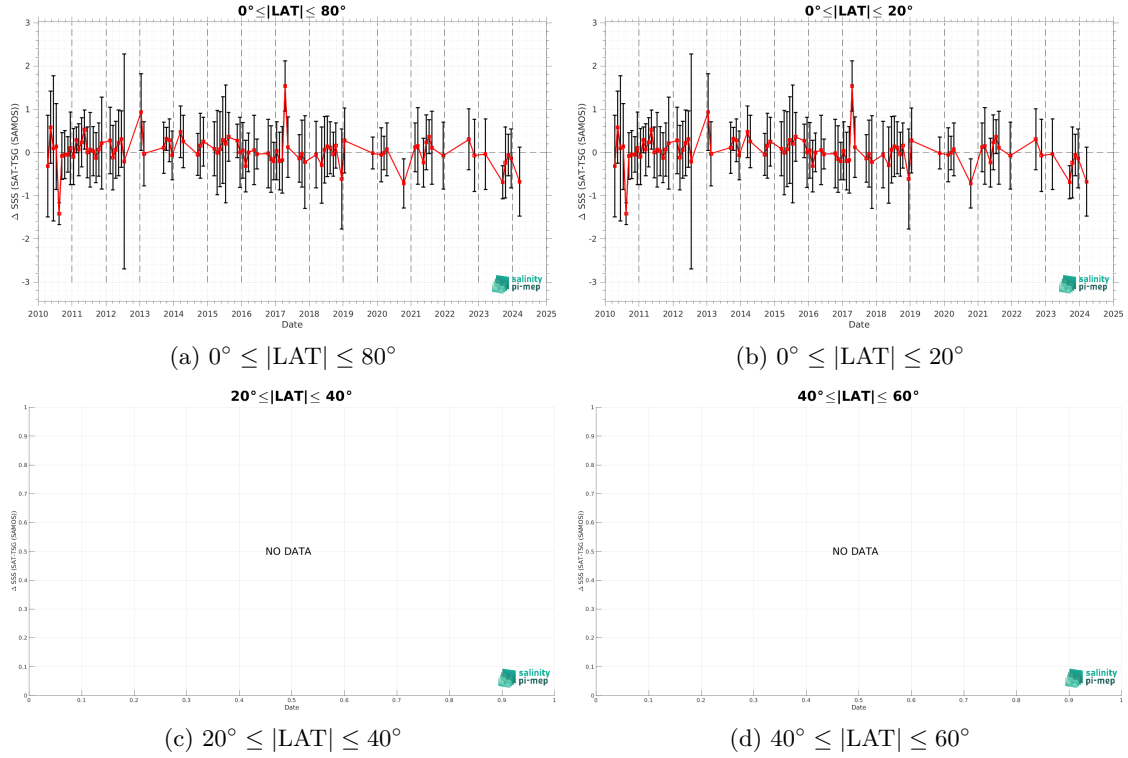 0°≤|LAT|≤ 80°
3
2
1
0
-1
-2
-3
Δ SSS (SAT-TSG (SAMOS))
2010 2011 2012 2013 2014 2015 2016 2017 2018 2019 2020 2021 2022 2023 2024 2025
Date
salinity
pi-mep
(a) 0° ≤ |LAT| ≤ 80°
0°≤|LAT|≤ 20°
3
2
1
0
-1
-2
-3
Δ SSS (SAT-TSG (SAMOS))
2010 2011 2012 2013 2014 2015 2016 2017 2018 2019 2020 2021 2022 2023 2024 2025
Date
salinity
pi-mep
(b) 0° ≤ |LAT| ≤ 20°
20°≤|LAT|≤ 40°
1
0.9
0.8
0.7
0.6
0.5
0.4
0.3
0.2
0.1
0
Δ SSS (SAT-TSG (SAMOS))
NO DATA
0 0.1 0.2 0.3 0.4 0.5 0.6 0.7 0.8 0.9 1
Date
salinity
pi-mep
(c) 20° ≤ |LAT| ≤ 40°
40°≤|LAT|≤ 60°
1
0.9
0.8
0.7
0.6
0.5
0.4
0.3
0.2
0.1
0
Δ SSS (SAT-TSG (SAMOS))
NO DATA
0 0.1 0.2 0.3 0.4 0.5 0.6 0.7 0.8 0.9 1
Date
salinity
pi-mep
(d) 40° ≤ |LAT| ≤ 60°